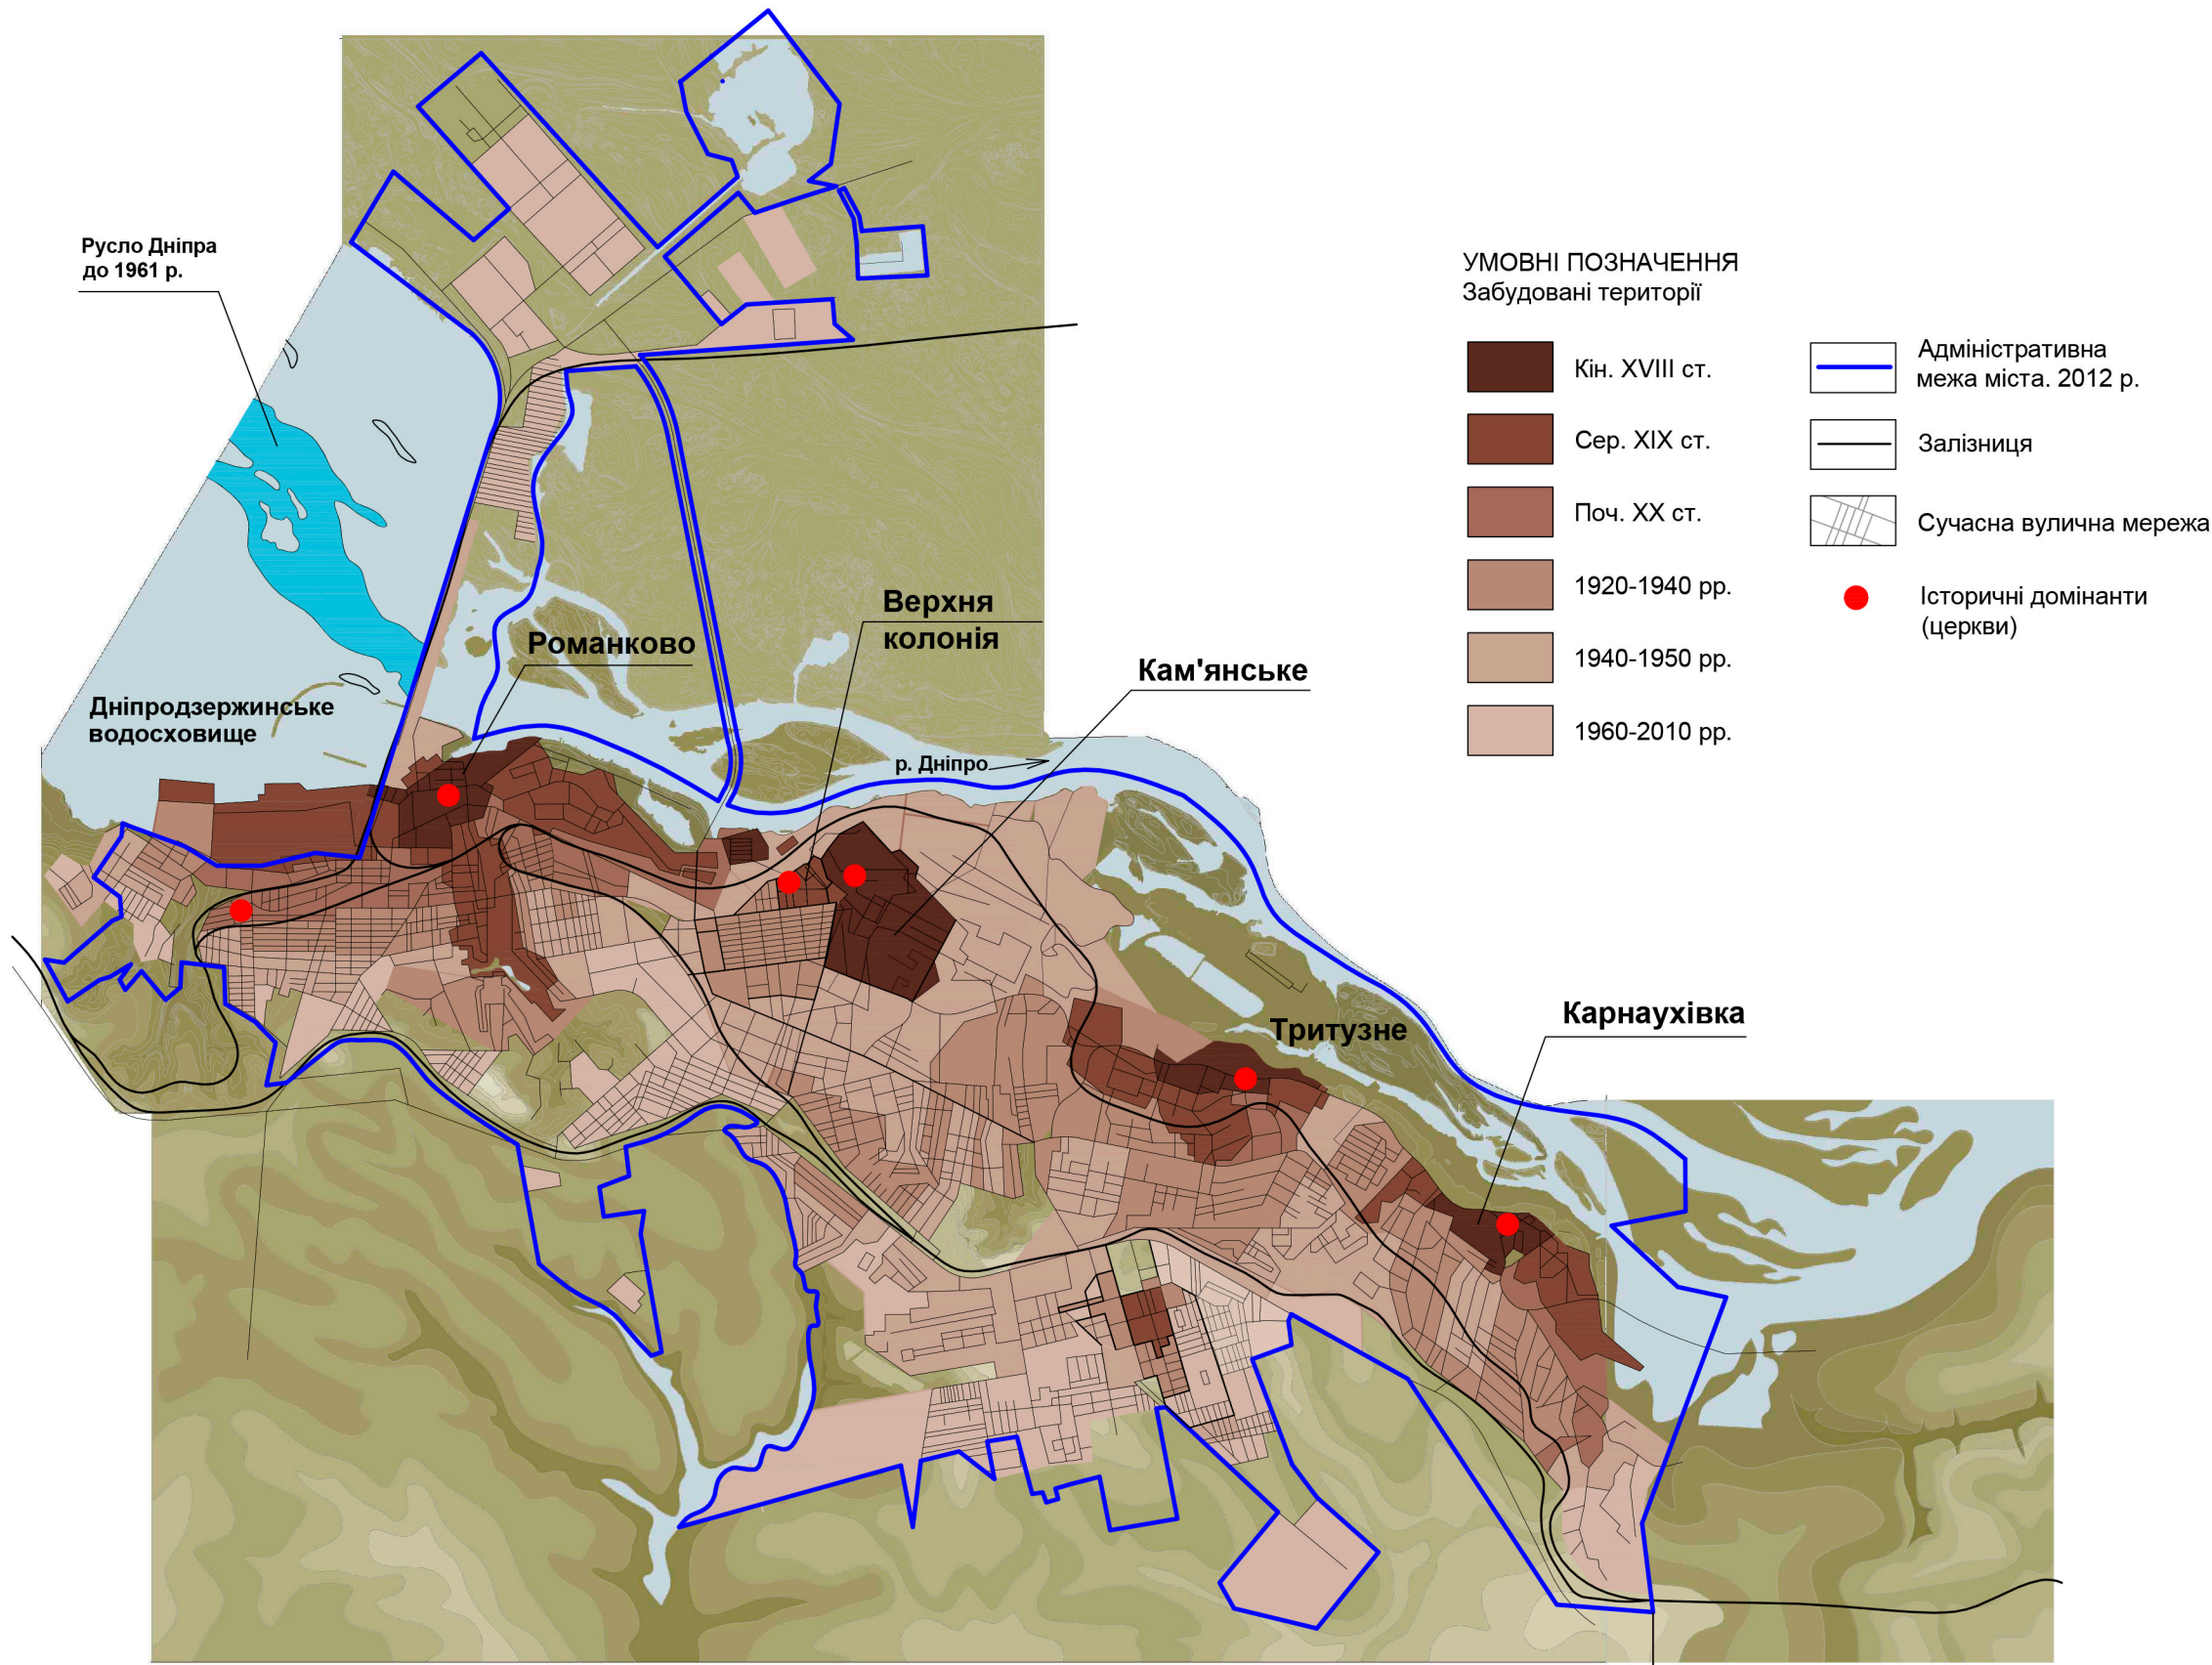 Русло Дніпра
до 1961 р.
Дніпродзержинське
водосховище
Романково
Верхня
колонія
Кам'янське
р. Дніпро
Тритузне
Карнаухівка
УМОВНІ ПОЗНАЧЕННЯ
Забудовані території
Кін. XVIII ст.
Сер. XIX ст.
Поч. XX ст.
1920-1940 рр.
1940-1950 рр.
1960-2010 рр.
Адміністративна
межа міста. 2012 р.
Залізниця
Сучасна вулична мережа
Історичні домінанти
(церкви)